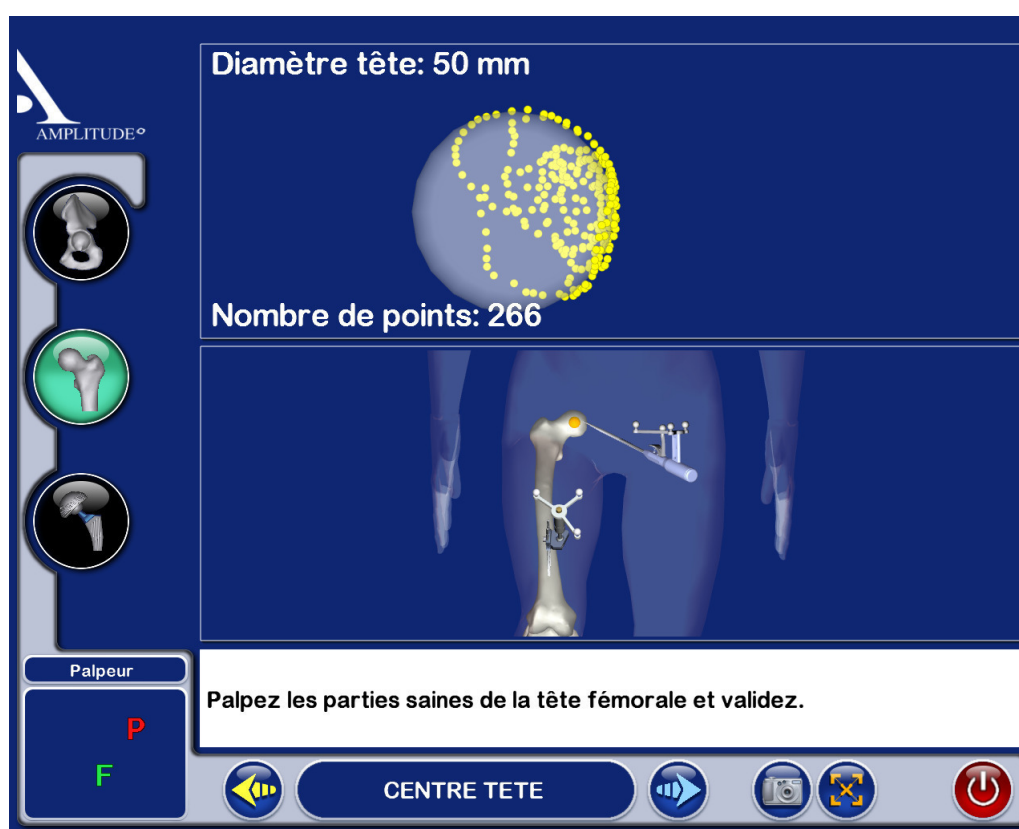 Diamètre tête: 50 mm
AMPLITUDE
Nombre de points: 266
Palpeur
P
F
Palpez les parties saines de la tête fémorale et validez.
CENTRE TETE